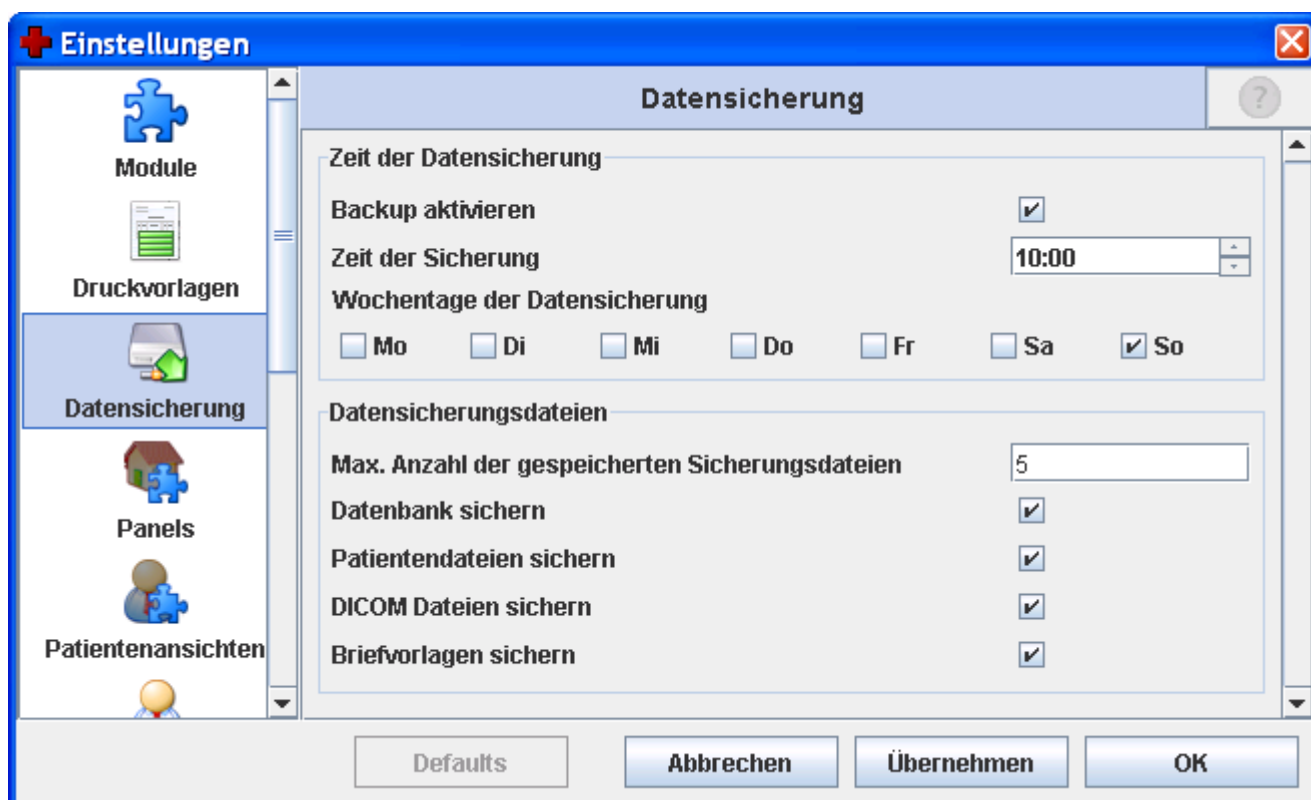 Einstellungen
Module
Druckvorlagen
Datensicherung
Panels
Patientenansichten
Datensicherung
?
Zeit der Datensicherung
Backup aktivieren
Zeit der Sicherung 10:00
Wochentage der Datensicherung
Mo Di Mi Do Fr Sa So
Datensicherungsdateien
Max. Anzahl der gespeicherten Sicherungsdateien 5
Datenbank sichern
Patientendateien sichern
DICOM Dateien sichern
Briefvorlagen sichern
Defaults Abbrechen Übernehmen OK